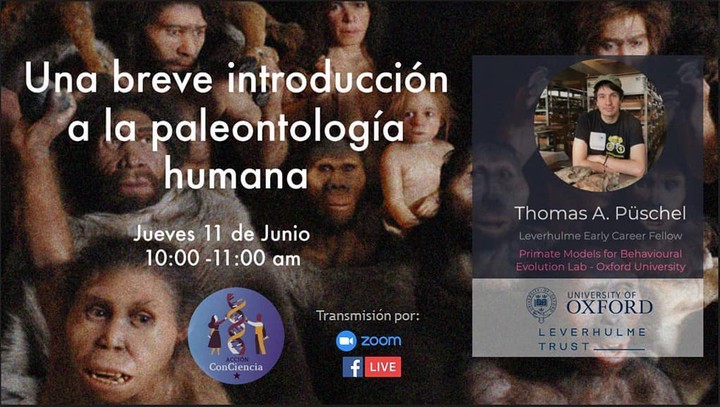 Una breve introducción
a la paleontología
humana
Jueves 11 de Junio
10:00 -11:00 am
ACCIÓN
ConCiencia
Transmisión por:
zoom
f LIVE
Thomas A. Püschel
Leverhulme Early Career Fellow
Primate Models for Behavioural
Evolution Lab - Oxford University
UNIVERSITY OF
OXFORD
LEVERHULME
TRUST